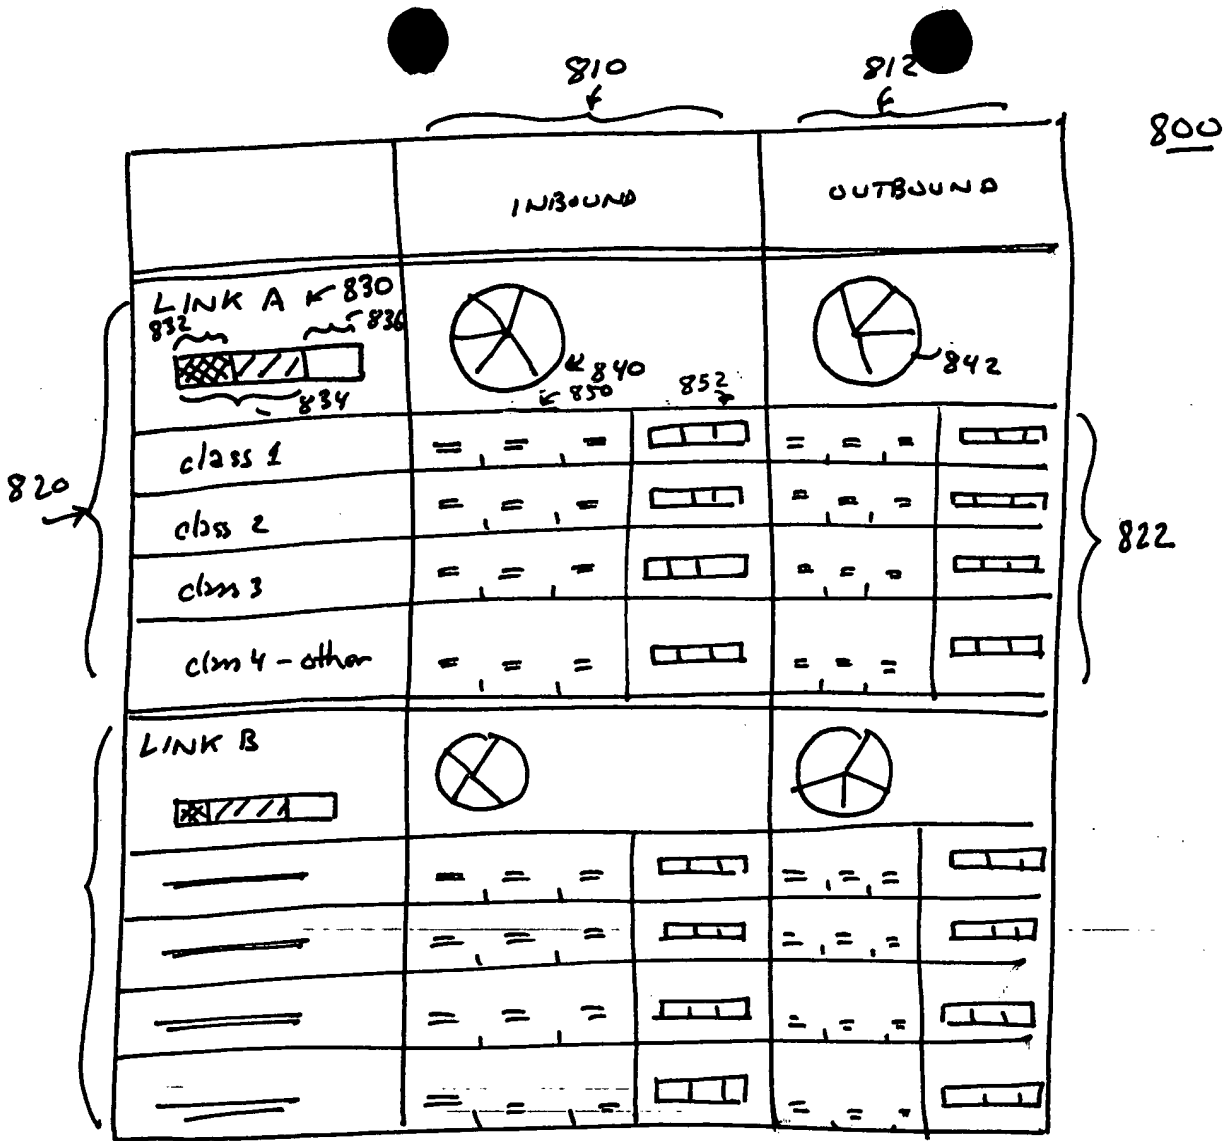 810 812
800
INBOUND OUTBOUND
LINK A 830
832 836
834 840 842
850 852
class 1
820
class 2
822
class 3
class 4 - other
LINK B